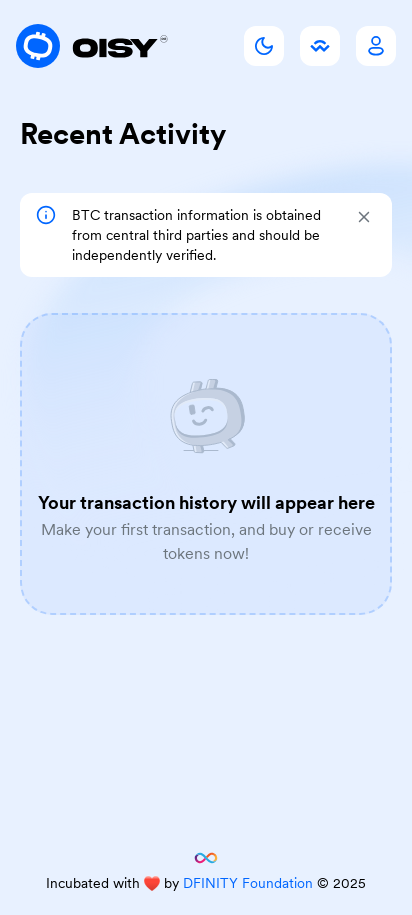 OISY
Recent Activity
BTC transaction information is obtained
from central third parties and should be
independently verified.
Your transaction history will appear here
Make your first transaction, and buy or receive
tokens now!
Incubated with ❤️ by DFINITY Foundation © 2025